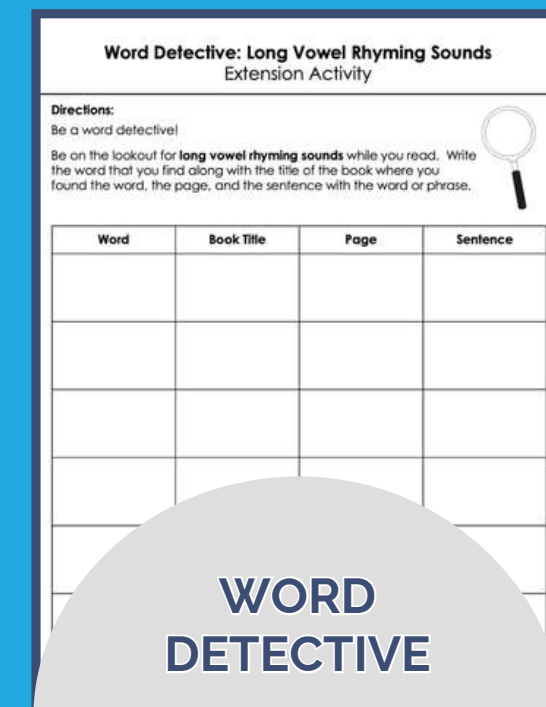 Word Detective: Long Vowel Rhyming Sounds
Extension Activity
Directions:
Be a word detective!
Be on the lookout for long vowel rhyming sounds while you read. Write
the word that you find along with the title of the book where you
found the word, the page, and the sentence with the word or phrase.
Word Book Title Page Sentence
WORD
DETECTIVE